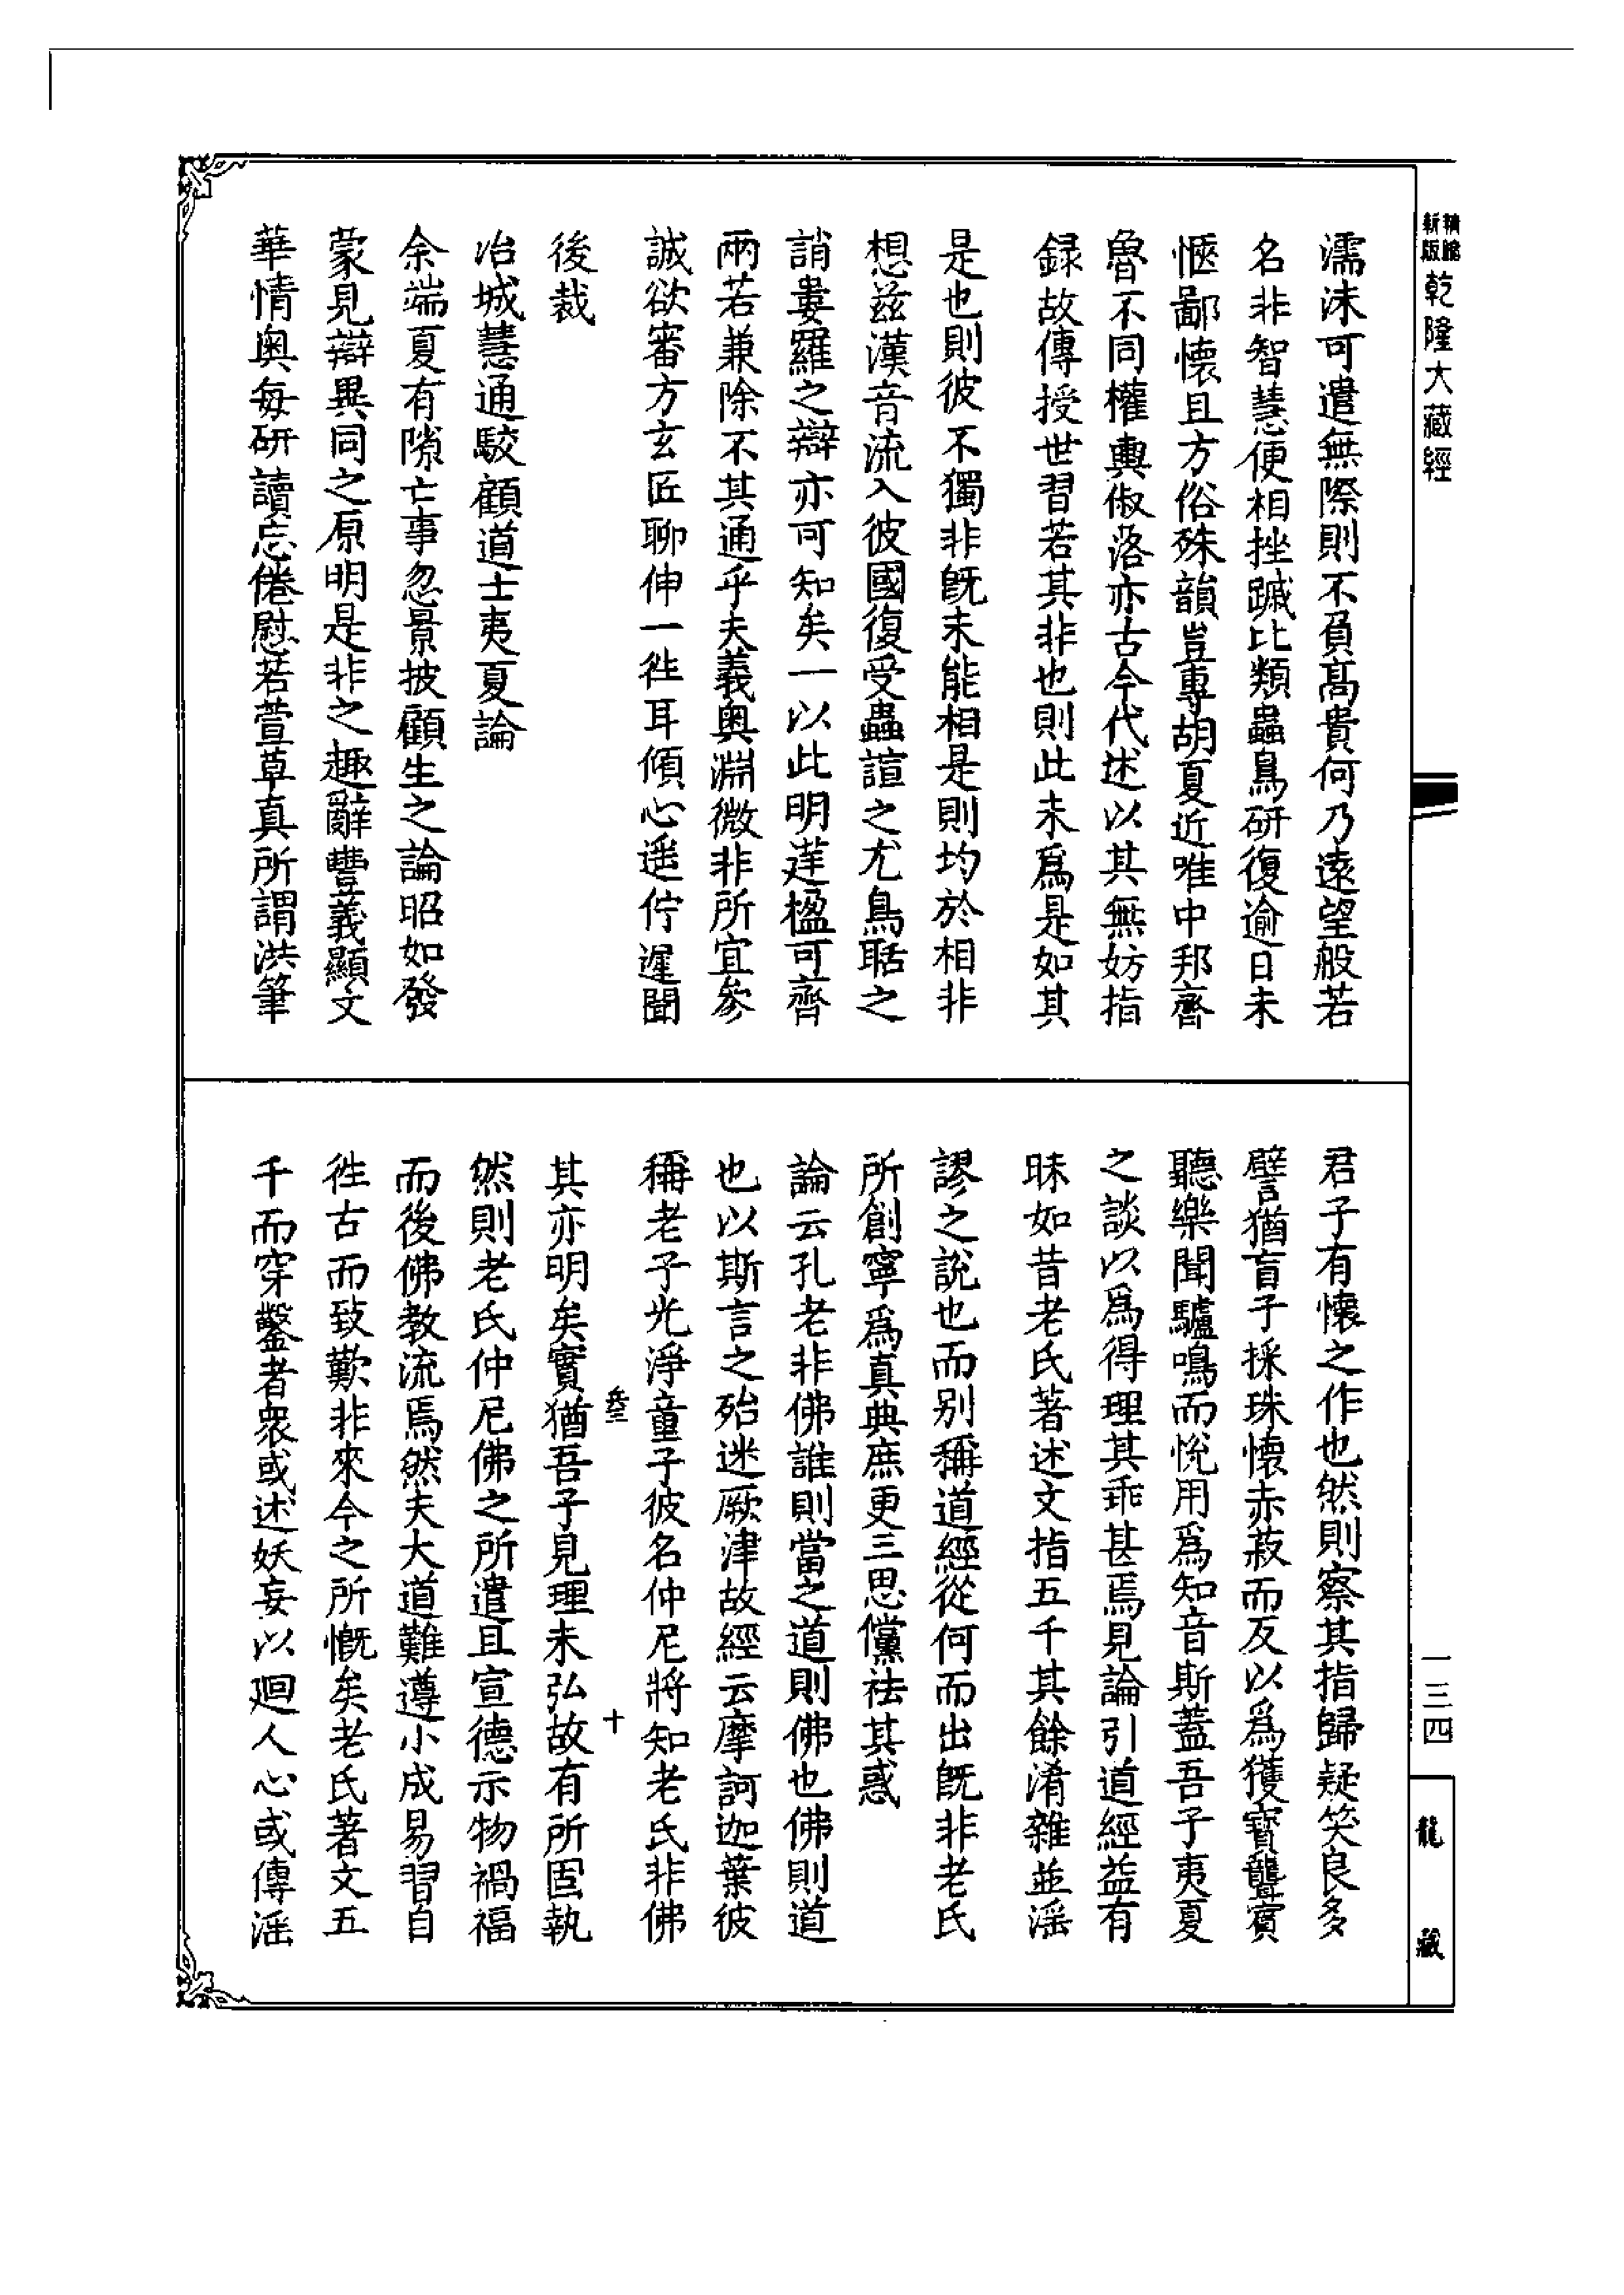 精縮
新版
乾隆大藏經
濡沫可遣無際則不負高貴何乃遠望般若
名非智慧便相挫蹴比類蟲鳥研復逾日未
愜鄙懷且方俗殊韻豈專胡夏近唯中邦齊
魯不同權輿俶洛亦古今代述以其無妨指
録故傳授世習若其非也則此未爲是如其
是也則彼不獨非旣未能相是則均於相非
想兹漢音流入彼國復受蟲諠之尤鳥聒之
誚婁羅之辯亦可知矣一以此明莛楹可齊
兩若兼除不其通乎夫義奥淵微非所宜參
誠欲審方玄匠聊伸一徃耳傾心遥佇遲聞
後裁
冶城慧通駮顧道士夷夏論
余端夏有隙亡事忽景披顧生之論昭如發
蒙見辯異同之原明是非之趣辭豐義顯文
華情奥每研讀忘倦慰若萱草真所謂洪筆
君子有懷之作也然則察其指歸疑笑良多
譬猶盲子採珠懷赤菽而反以爲獲寳聾賓
聽樂聞驢鳴而悅用爲知音斯蓋吾子夷夏
之談以爲得理其乖甚焉見論引道經益有
昧如昔老氏著述文指五千其餘淆雜並淫
謬之說也而别稱道經從何而出旣非老氏
所創寧爲真典庶更三思儻祛其惑
論云孔老非佛誰則當之道則佛也佛則道
也以斯言之殆迷厥津故經云摩訶迦葉彼
稱老子光淨童子彼名仲尼將知老氏非佛
其亦明矣實猶吾子見理未弘故有所固執
然則老氏仲尼佛之所遣且宣德示物禍福
而後佛教流焉然夫大道難遵小成易習自
徃古而致歎非來今之所慨矣老氏著文五
千而穿鑿者衆或述妖妄以廻人心或傳淫
十
一三四
龍藏